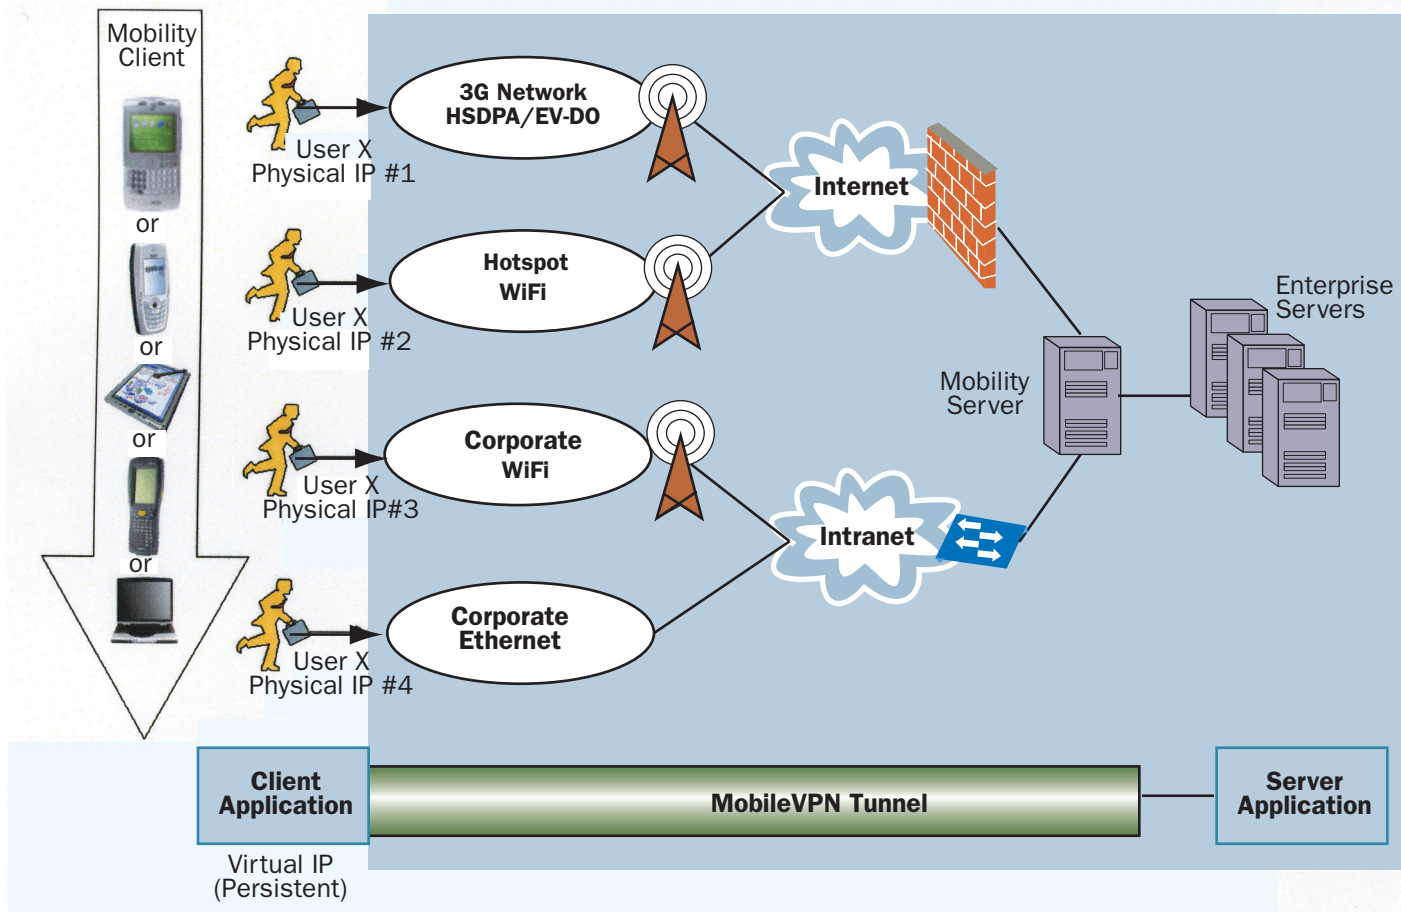 Mobility
Client
or
or
or
or
User X
Physical IP #1
User X
Physical IP #2
User X
Physical IP#3
User X
Physical IP #4
3G Network
HSDPA/EV-DO
Hotspot
WiFi
Corporate
WiFi
Corporate
Ethernet
Internet
Intranet
Mobility
Server
Enterprise
Servers
Client
Application
MobileVPN Tunnel
Server
Application
Virtual IP
(Persistent)